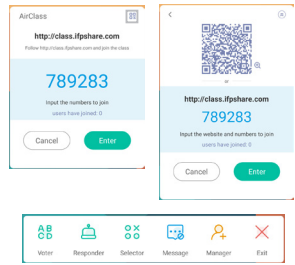 AirClass
http://class.ifpshare.com
Follow http://class.ifpshare.com and join the class
789283
Input the numbers to join
users have joined: 0
Cancel
Enter
or
http://class.ifpshare.com
789283
Input the website and numbers to join
users have joined: 0
Cancel
Enter
Voter
Responder
Selector
Message
Manager
Exit